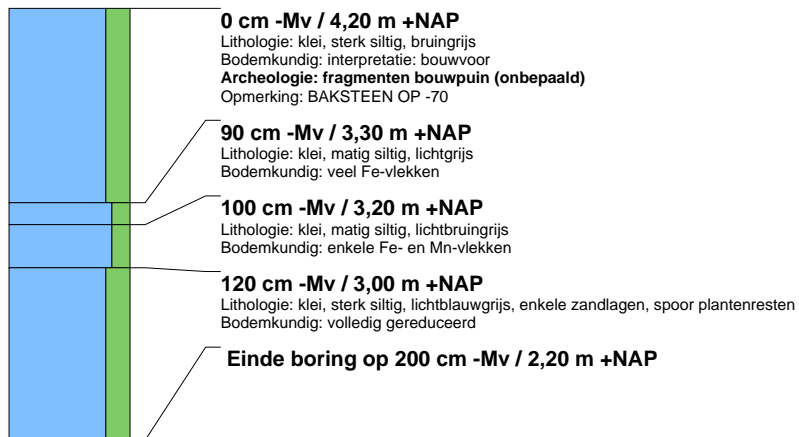 0 cm -Mv / 4,20 m +NAP
Lithologie: klei, sterk siltig, bruingrijs
Bodemkundig: interpretatie: bouwvoor
Archeologie: fragmenten bouwpuin (onbepaald)
Opmerking: BAKSTEEN OP -70
90 cm -Mv / 3,30 m +NAP
Lithologie: klei, matig siltig, lichtgrijs
Bodemkundig: veel Fe-vlekken
100 cm -Mv / 3,20 m +NAP
Lithologie: klei, matig siltig, lichtbruingrijs
Bodemkundig: enkele Fe- en Mn-vlekken
120 cm -Mv / 3,00 m +NAP
Lithologie: klei, sterk siltig, lichtblauwgrijs, enkele zandlagen, spoor plantenresten
Bodemkundig: volledig gereduceerd
Einde boring op 200 cm -Mv / 2,20 m +NAP